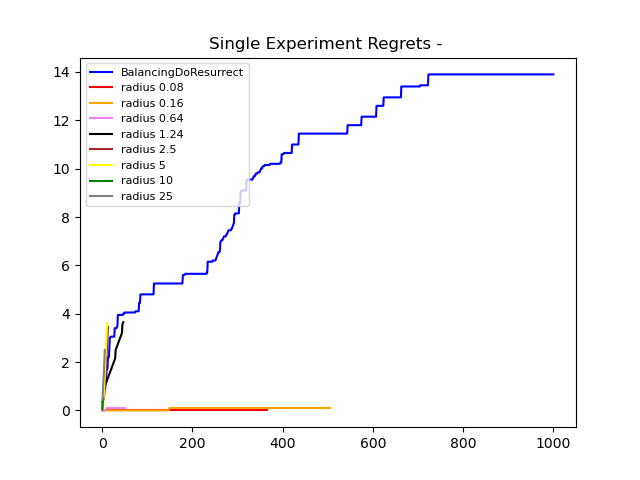 Single Experiment Regrets -
14
12
10
8
6
4
2
0
BalancingDoResurrect
radius 0.08
radius 0.16
radius 0.64
radius 1.24
radius 2.5
radius 5
radius 10
radius 25
0 200 400 600 800 1000